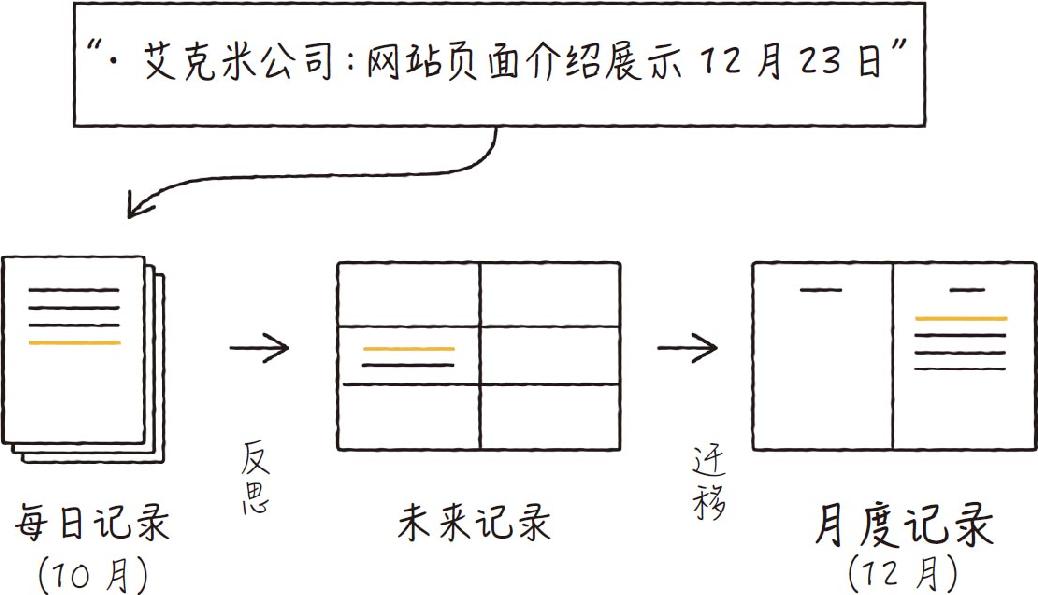 “· 艾克米公司:网站页面介绍展示 12 月 23 日”
反思
迁移
每日记录
(10 月)
未来记录
月度记录
(12 月)